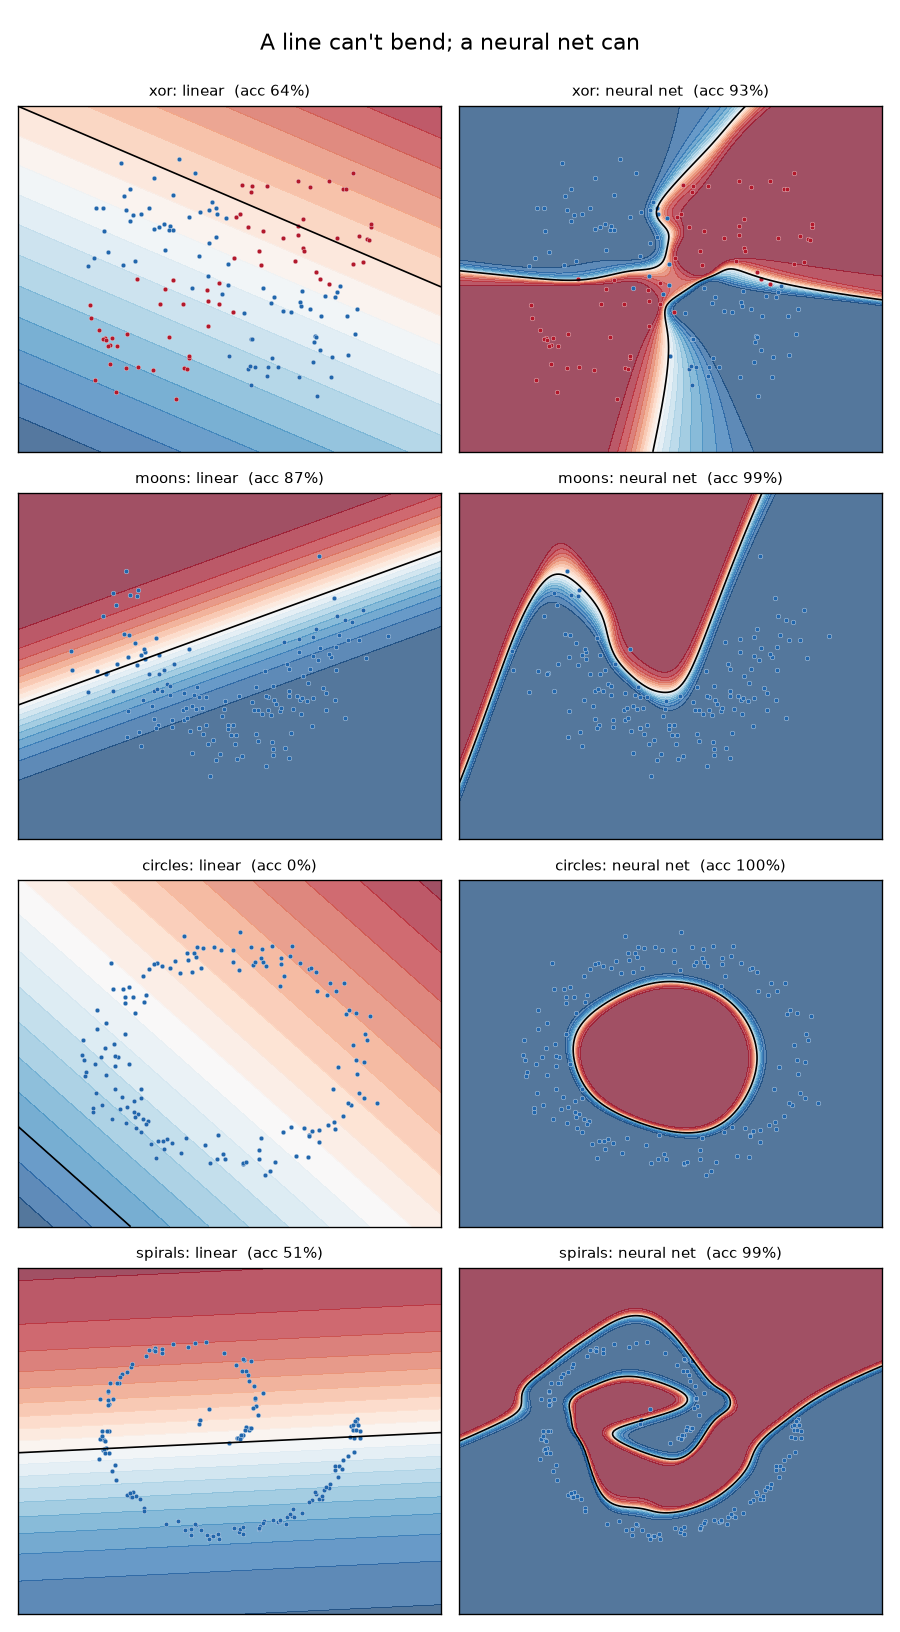 A line can't bend; a neural net can
xor: linear  (acc 64%)
xor: neural net  (acc 93%)
moons: linear  (acc 87%)
moons: neural net  (acc 99%)
circles: linear  (acc 0%)
circles: neural net  (acc 100%)
spirals: linear  (acc 51%)
spirals: neural net  (acc 99%)